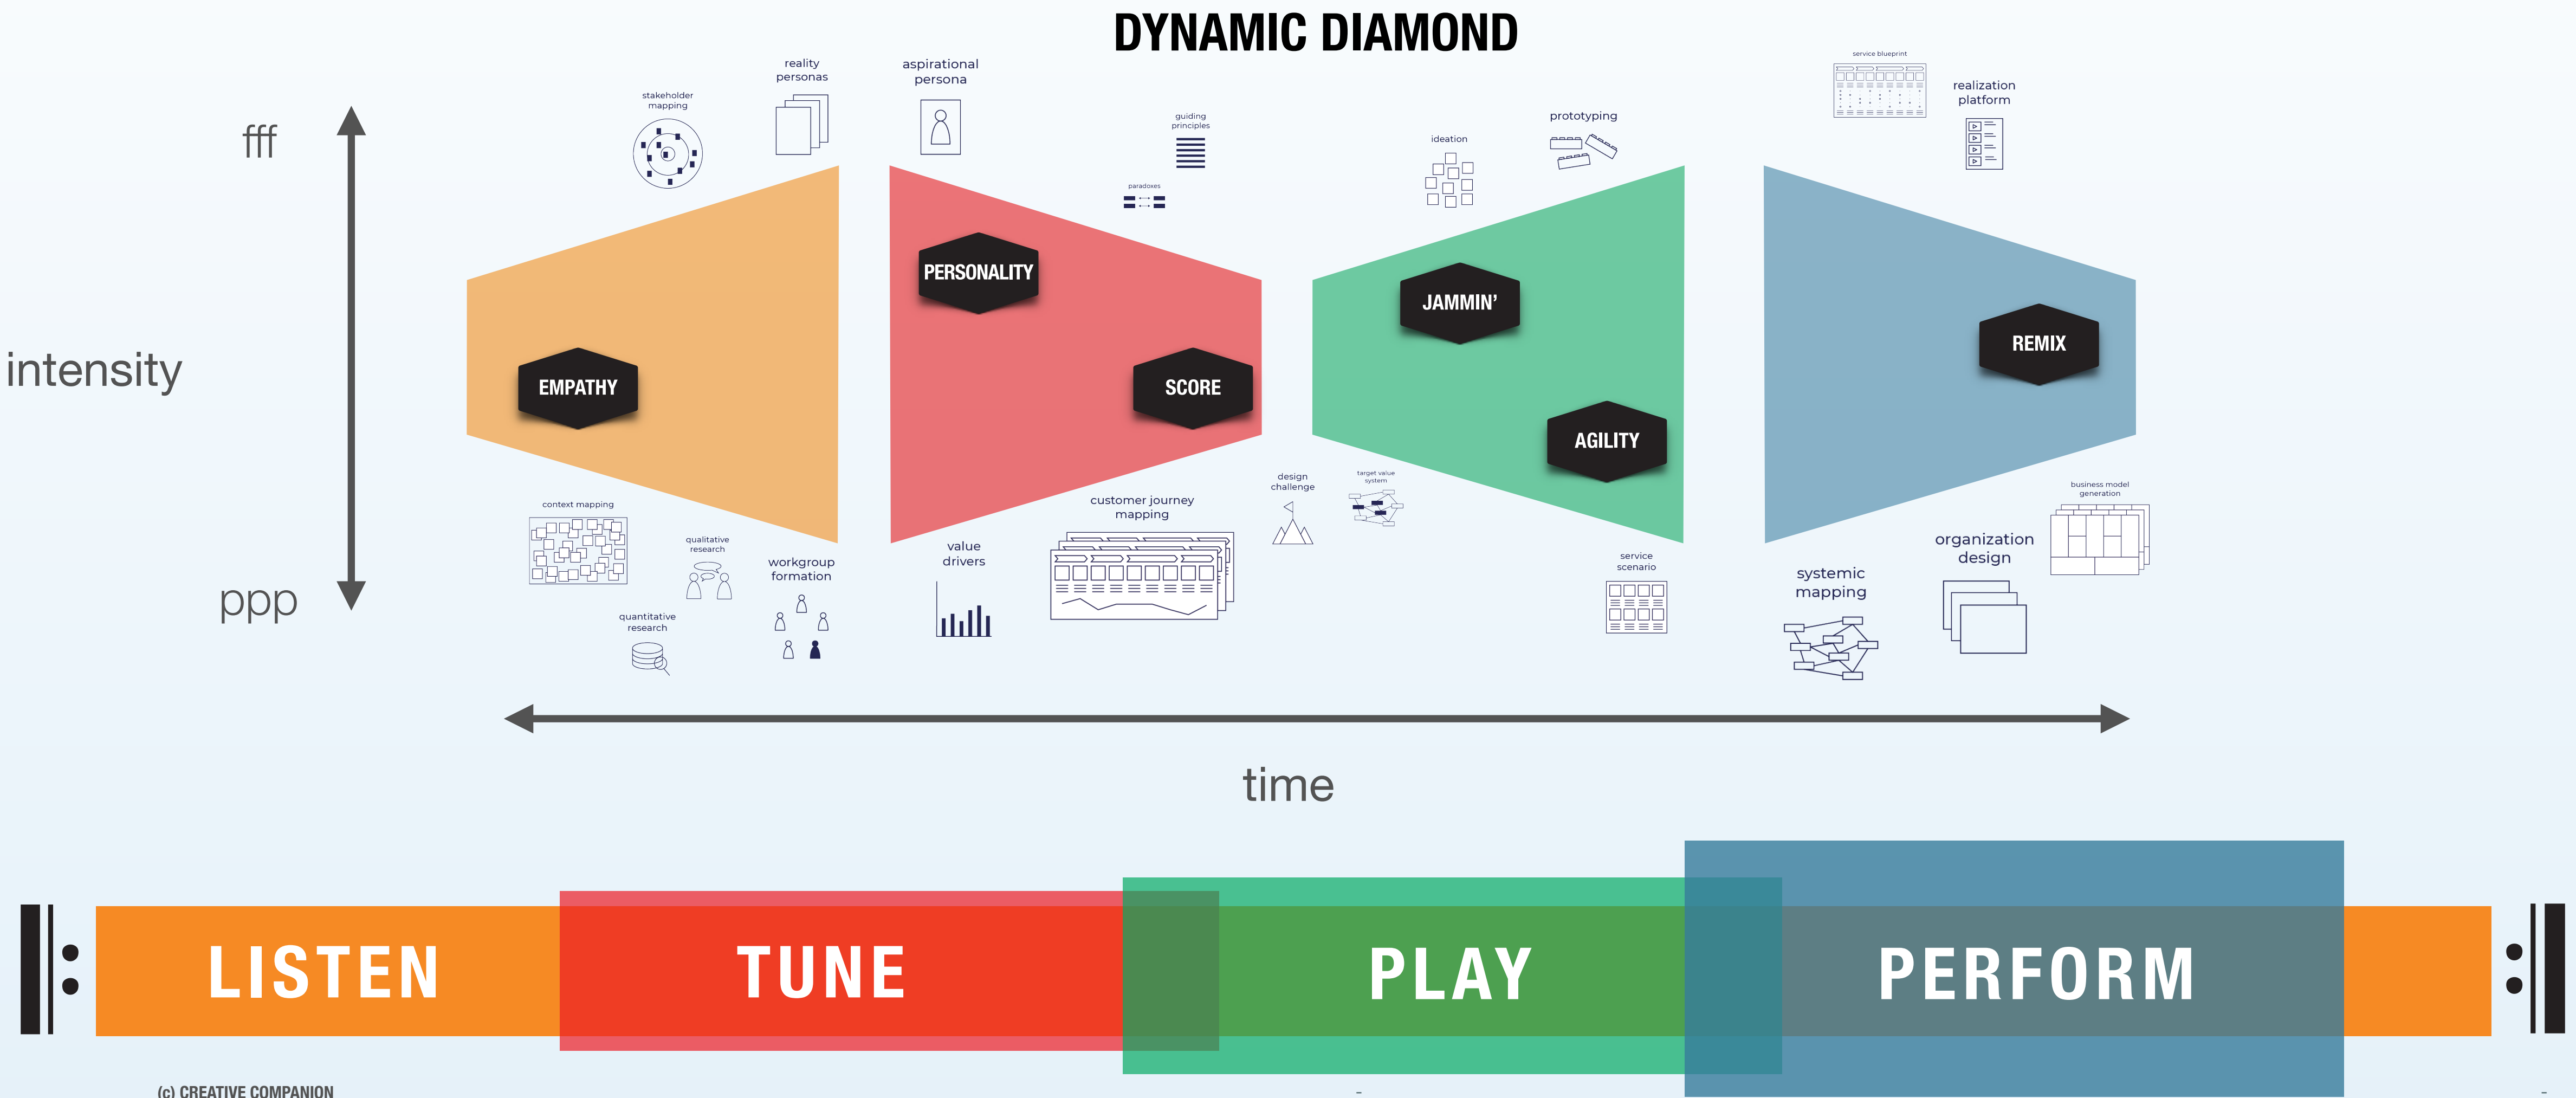 DYNAMIC DIAMOND
fff
intensity
ppp
stakeholder
mapping
reality
personas
aspirational
persona
guiding
principles
paradoxes
ideation
prototyping
service blueprint
realization
platform
EMPATHY
PERSONALITY
SCORE
JAMMIN’
AGILITY
REMIX
context mapping
qualitative
research
quantitative
research
workgroup
formation
value
drivers
customer journey
mapping
design
challenge
target value
system
service
scenario
systemic
mapping
organization
design
business model
generation
time
LISTEN
TUNE
PLAY
PERFORM
(c) CREATIVE COMPANION